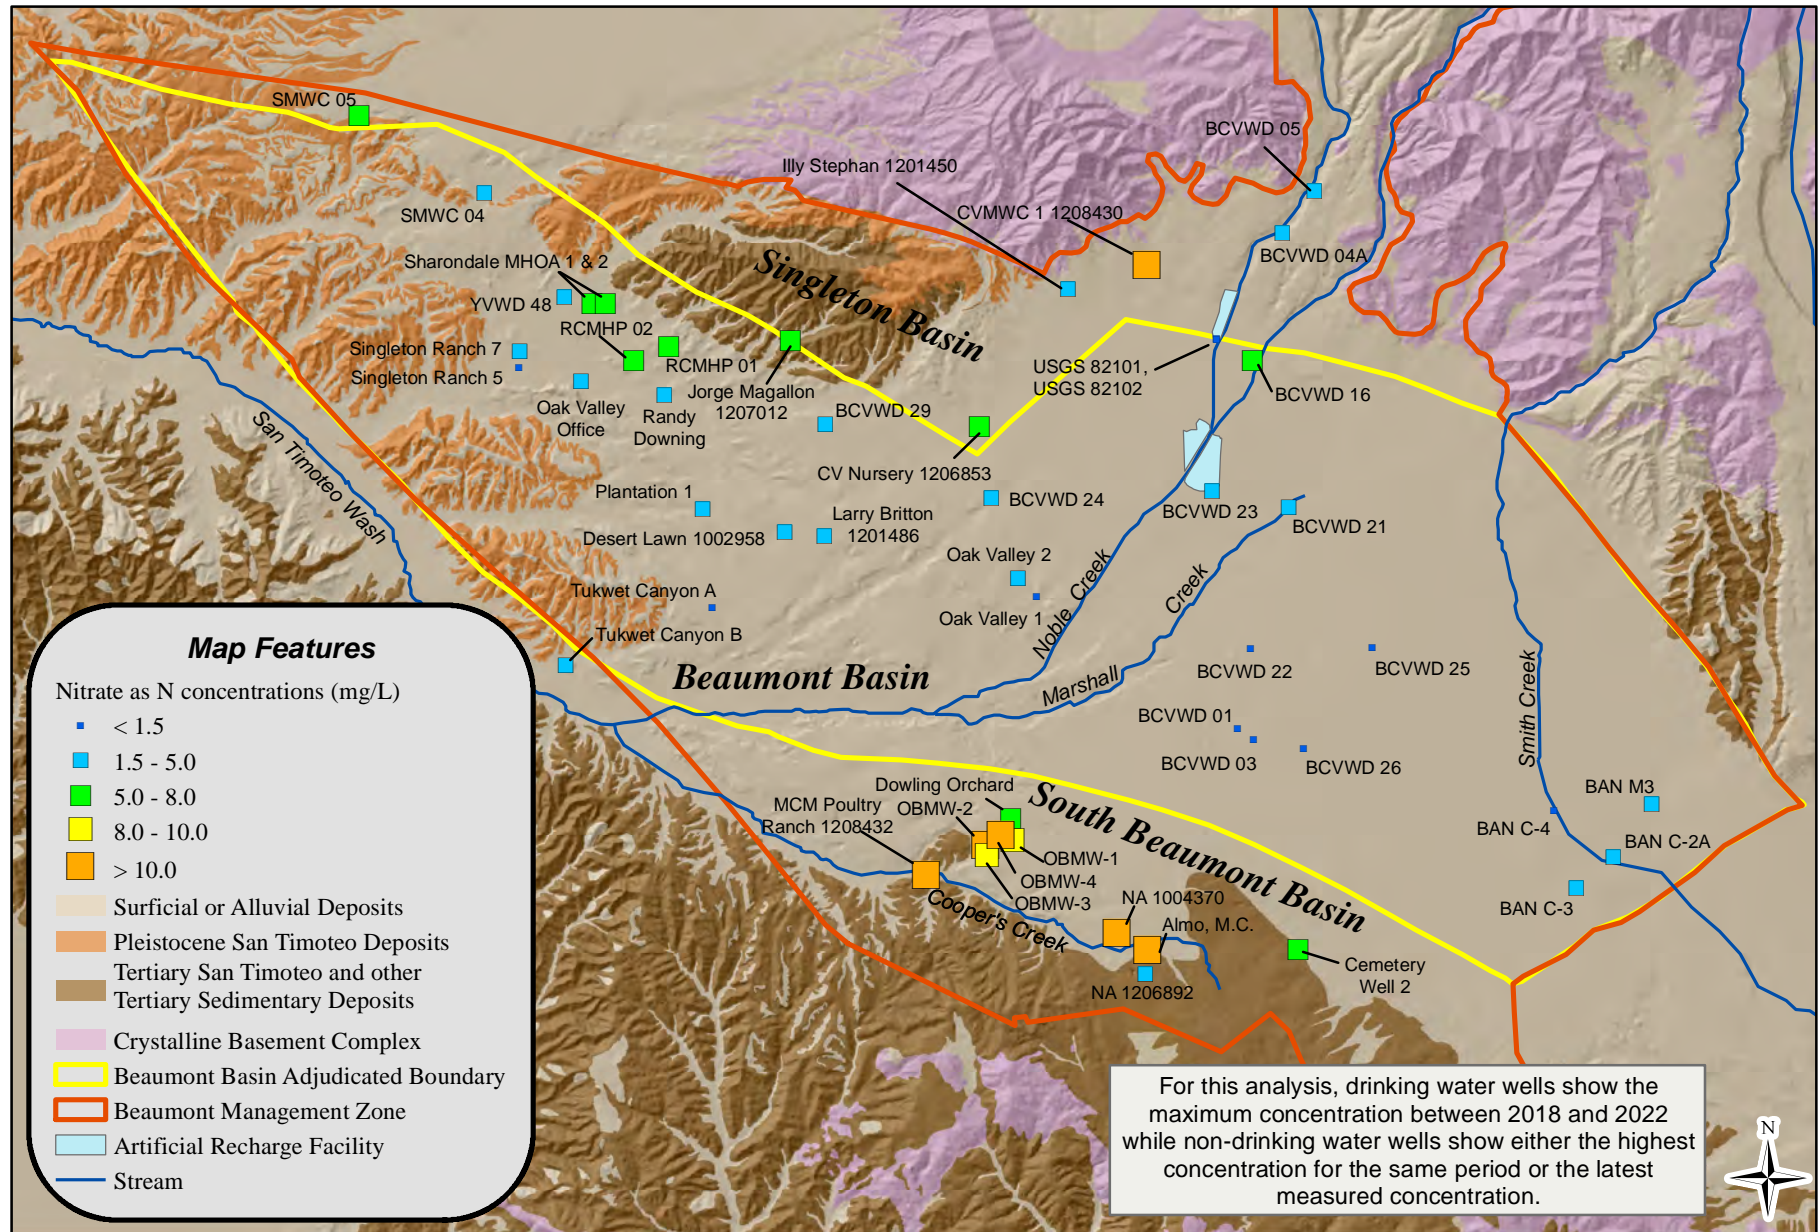 SMWC 05
BCVWD 05
Illy Stephan 1201450
CVMWC 1 1208430
SMWC 04
BCVWD 04A
Sharondale MHOA 1 & 2
Singleton Basin
YVWD 48
RCMHP 02
Singleton Ranch 7
RCMHP 01
USGS 82101,
USGS 82102
Singleton Ranch 5
Jorge Magallon
1207012
BCVWD 16
Oak Valley
Office
Randy
Downing
BCVWD 29
San Timoteo Wash
CV Nursery 1206853
Plantation 1
BCVWD 24
BCVWD 23
BCVWD 21
Larry Britton
1201486
Desert Lawn 1002958
Oak Valley 2
Noble Creek
Creek
Tukwet Canyon A
Oak Valley 1
Tukwet Canyon B
Beaumont Basin
Marshall
BCVWD 22
BCVWD 25
Smith Creek
BCVWD 01
BCVWD 03
BCVWD 26
Dowling Orchard
BAN M3
MCM Poultry
Ranch 1208432
OBMW-2
South Beaumont Basin
BAN C-4
BAN C-2A
OBMW-1
OBMW-4
OBMW-3
NA 1004370
BAN C-3
Cooper's Creek
Almo, M.C.
Cemetery
Well 2
NA 1206892
Map Features
Nitrate as N concentrations (mg/L)
< 1.5
1.5 - 5.0
5.0 - 8.0
8.0 - 10.0
> 10.0
Surficial or Alluvial Deposits
Pleistocene San Timoteo Deposits
Tertiary San Timoteo and other
Tertiary Sedimentary Deposits
Crystalline Basement Complex
Beaumont Basin Adjudicated Boundary
Beaumont Management Zone
Artificial Recharge Facility
Stream
For this analysis, drinking water wells show the
maximum concentration between 2018 and 2022
while non-drinking water wells show either the highest
concentration for the same period or the latest
measured concentration.
N